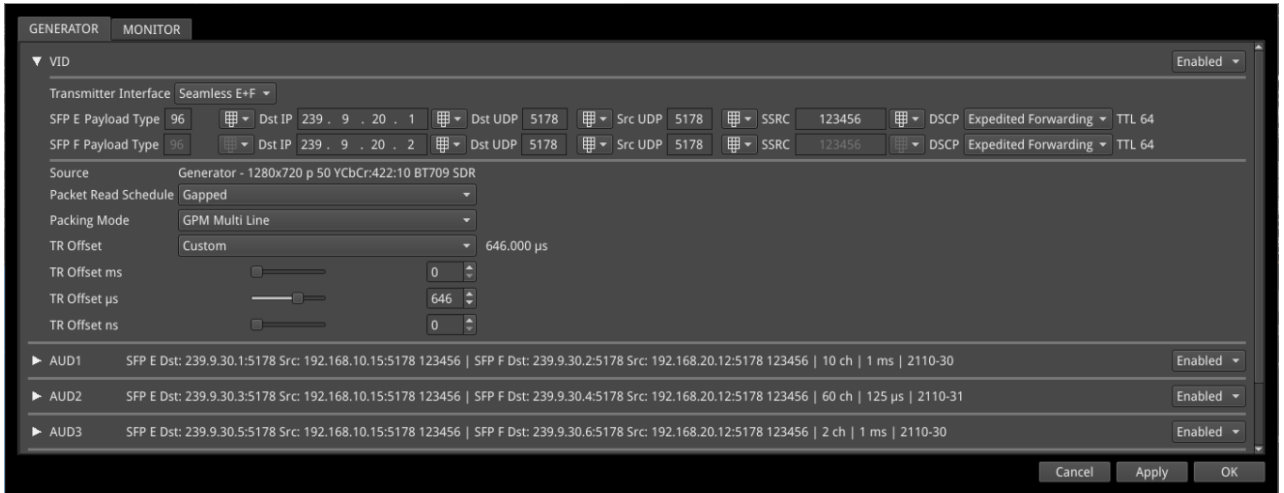 GENERATOR MONITOR
VID Enabled
Transmitter Interface Seamless E+F
SFP E Payload Type 96 Dst IP 239 . 9 . 20 . 1 Dst UDP 5178 Src UDP 5178 SSRC 123456 DSCP Expedited Forwarding TTL 64
SFP F Payload Type 96 Dst IP 239 . 9 . 20 . 2 Dst UDP 5178 Src UDP 5178 SSRC 123456 DSCP Expedited Forwarding TTL 64
Source Generator - 1280x720 p 50 YCbCr:422:10 BT709 SDR
Packet Read Schedule Gapped
Packing Mode GPM Multi Line
TR Offset Custom 646.000 µs
TR Offset ms 0
TR Offset µs 646
TR Offset ns 0
AUD1 SFP E Dst: 239.9.30.1:5178 Src: 192.168.10.15:5178 123456 | SFP F Dst: 239.9.30.2:5178 Src: 192.168.20.12:5178 123456 | 10 ch | 1 ms | 2110-30 Enabled
AUD2 SFP E Dst: 239.9.30.3:5178 Src: 192.168.10.15:5178 123456 | SFP F Dst: 239.9.30.4:5178 Src: 192.168.20.12:5178 123456 | 60 ch | 125 µs | 2110-31 Enabled
AUD3 SFP E Dst: 239.9.30.5:5178 Src: 192.168.10.15:5178 123456 | SFP F Dst: 239.9.30.6:5178 Src: 192.168.20.12:5178 123456 | 2 ch | 1 ms | 2110-30 Enabled
Cancel Apply OK